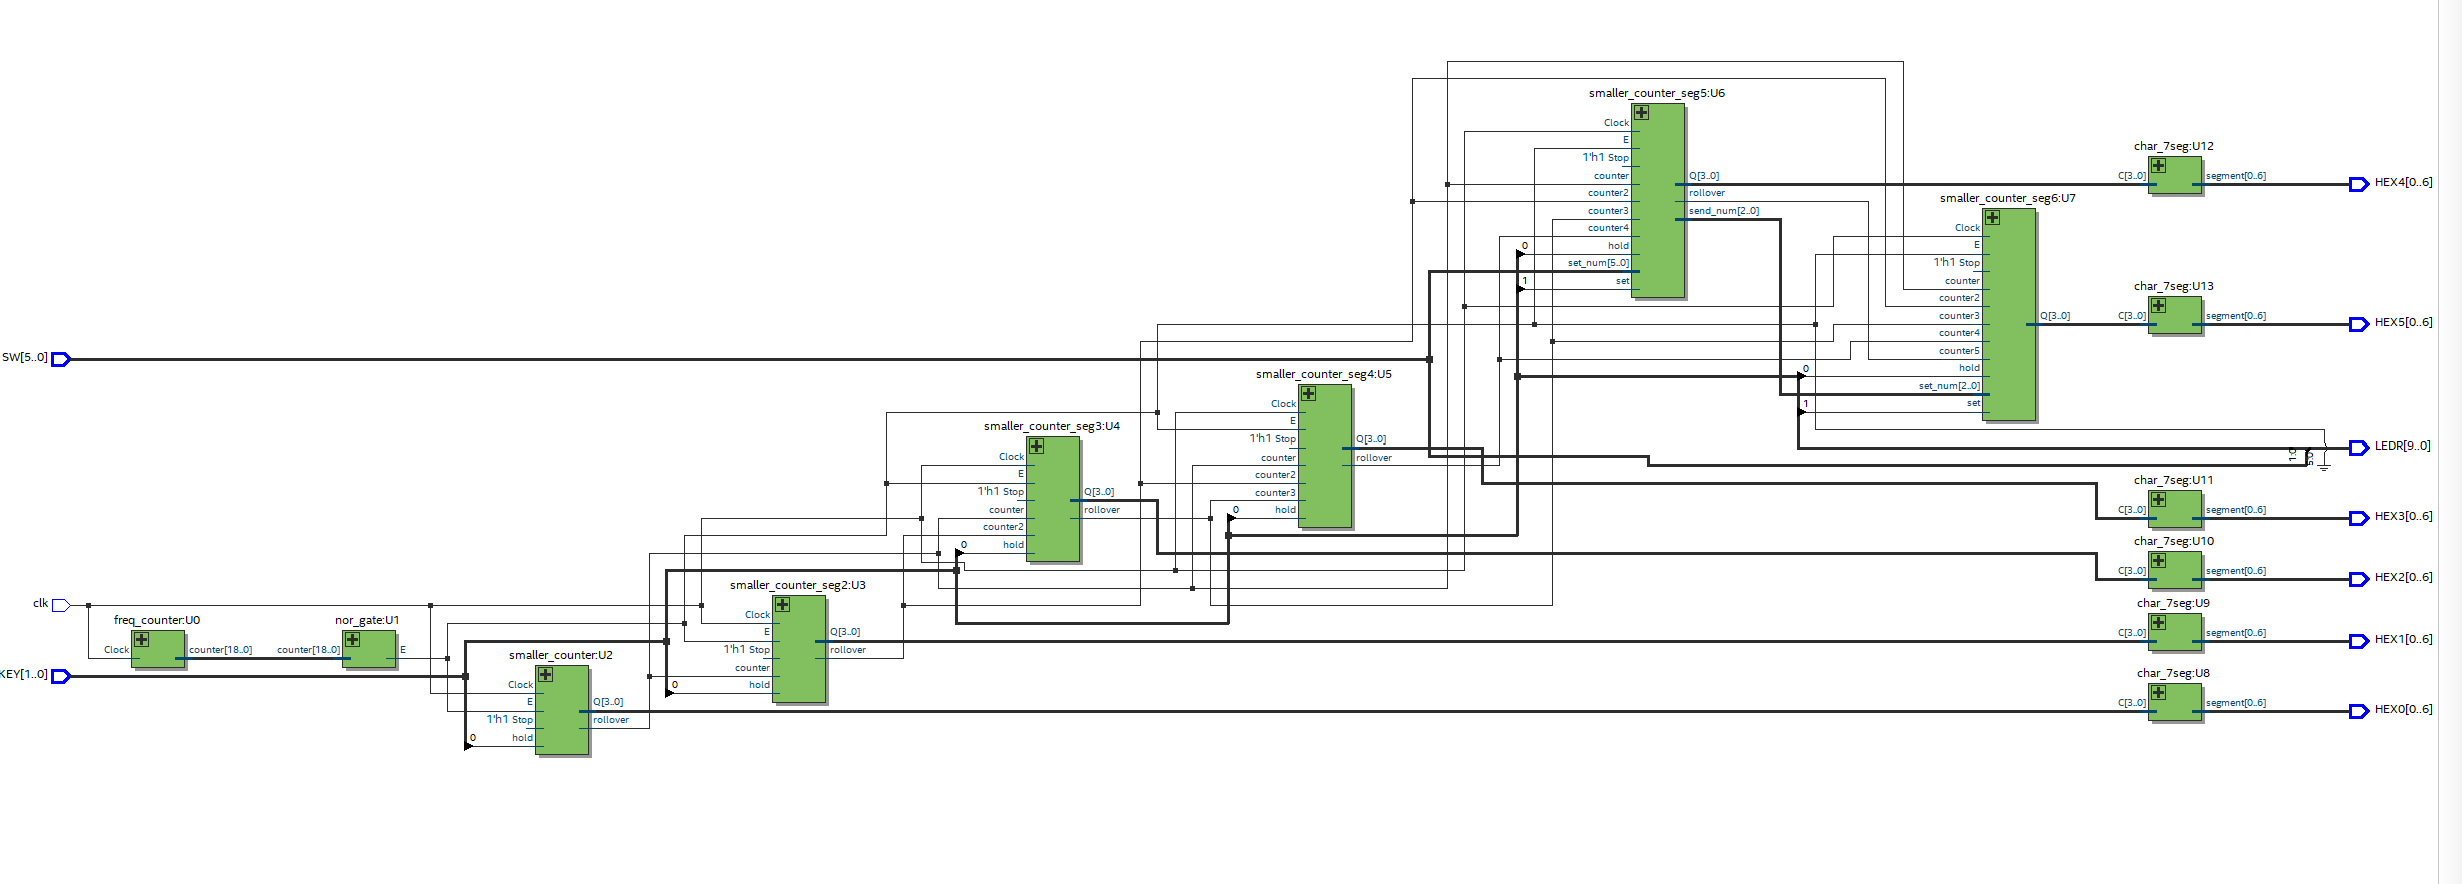 smaller_counter_seg5:U6
Clock
E
1'h1 Stop
counter
counter2
counter3
counter4
0
hold
set_num[5..0]
1
set
Q[3..0]
rollover
send_num[2..0]
char_7seg:U12
C[3..0]
segment[0..6]
HEX4[0..6]
smaller_counter_seg6:U7
Clock
E
1'h1 Stop
counter
counter2
counter3
counter4
counter5
0
hold
set_num[2..0]
1
set
Q[3..0]
char_7seg:U13
C[3..0]
segment[0..6]
HEX5[0..6]
SW[5..0]
smaller_counter_seg4:U5
Clock
E
1'h1 Stop
counter
counter2
counter3
0
hold
Q[3..0]
rollover
1:0
5:0
LEDR[9..0]
smaller_counter_seg3:U4
Clock
E
1'h1 Stop
counter
counter2
0
hold
Q[3..0]
rollover
char_7seg:U11
C[3..0]
segment[0..6]
HEX3[0..6]
char_7seg:U10
C[3..0]
segment[0..6]
HEX2[0..6]
smaller_counter_seg2:U3
Clock
E
1'h1 Stop
counter
0
hold
Q[3..0]
rollover
char_7seg:U9
C[3..0]
segment[0..6]
HEX1[0..6]
clk
freq_counter:U0
Clock
counter[18..0]
nor_gate:U1
counter[18..0]
E
KEY[1..0]
smaller_counter:U2
Clock
E
1'h1 Stop
0
hold
Q[3..0]
rollover
char_7seg:U8
C[3..0]
segment[0..6]
HEX0[0..6]